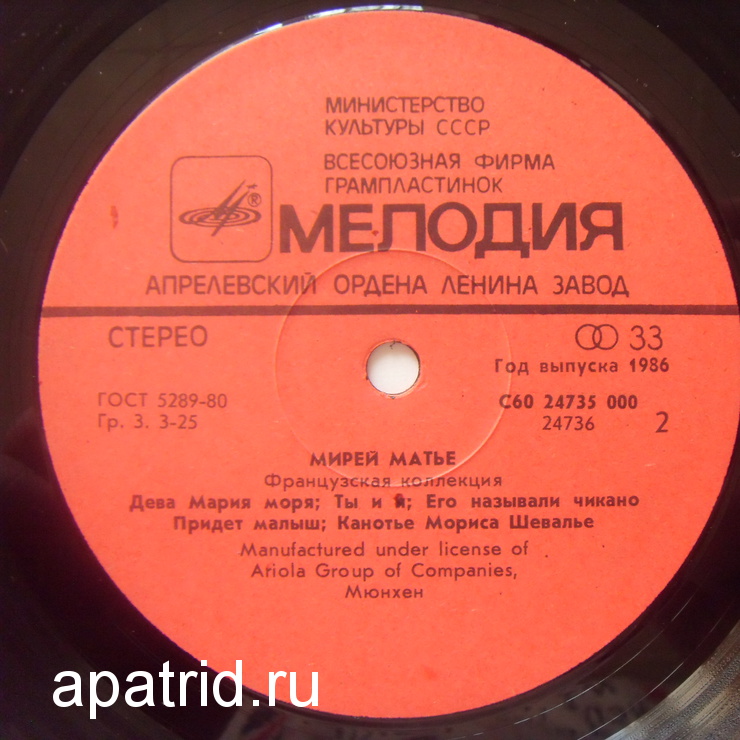 МИНИСТЕРСТВО
КУЛЬТУРЫ СССР
ВСЕСОЮЗНАЯ ФИРМА
ГРАМПЛАСТИНОК
®
МЕЛОДИЯ
АПРЕЛЕВСКИЙ ОРДЕНА ЛЕНИНА ЗАВОД
СТЕРЕО
33
Год выпуска 1986
ГОСТ 5289-80
Гр. 3. 3-25
С60 24735 000
24736
2
МИРЕЙ МАТЬЕ
Французская коллекция
Дева Мария моря; Ты и я; Его называли чикано
Придет малыш; Канотье Мориса Шевалье
Manufactured under license of
Ariola Group of Companies,
Мюнхен
apatrid.ru